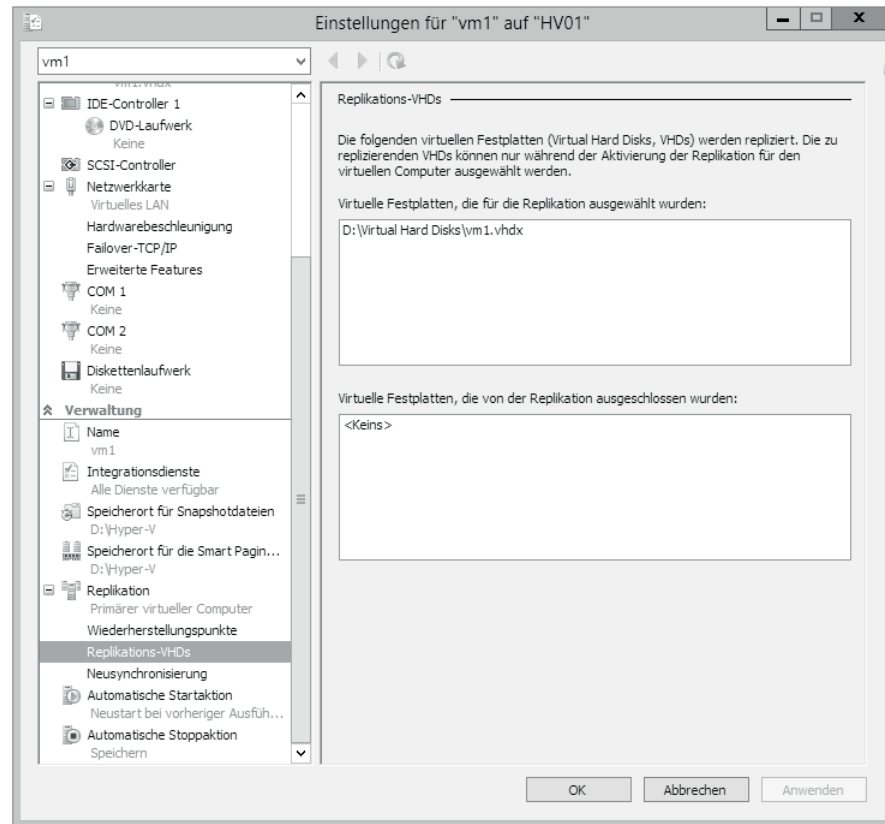 Einstellungen für "vm1" auf "HV01"
vm1
vm1.vhdx
IDE-Controller 1
DVD-Laufwerk
Keine
SCSI-Controller
Netzwerkkarte
Virtuelles LAN
Hardwarebeschleunigung
Failover-TCP/IP
Erweiterte Features
COM 1
Keine
COM 2
Keine
Diskettenlaufwerk
Keine
Verwaltung
Name
vm1
Integrationsdienste
Alle Dienste verfügbar
Speicherort für Snapshotdateien
D:\Hyper-V
Speicherort für die Smart Pagin...
D:\Hyper-V
Replikation
Primärer virtueller Computer
Wiederherstellungspunkte
Replikations-VHDs
Neusynchronisierung
Automatische Startaktion
Neustart bei vorheriger Ausfüh...
Automatische Stoppaktion
Speichern
Replikations-VHDs
Die folgenden virtuellen Festplatten (Virtual Hard Disks, VHDs) werden repliziert. Die zu
replizierenden VHDs können nur während der Aktivierung der Replikation für den
virtuellen Computer ausgewählt werden.
Virtuelle Festplatten, die für die Replikation ausgewählt wurden:
D:\Virtual Hard Disks\vm1.vhdx
Virtuelle Festplatten, die von der Replikation ausgeschlossen wurden:
<Keins>
OK
Abbrechen
Anwenden